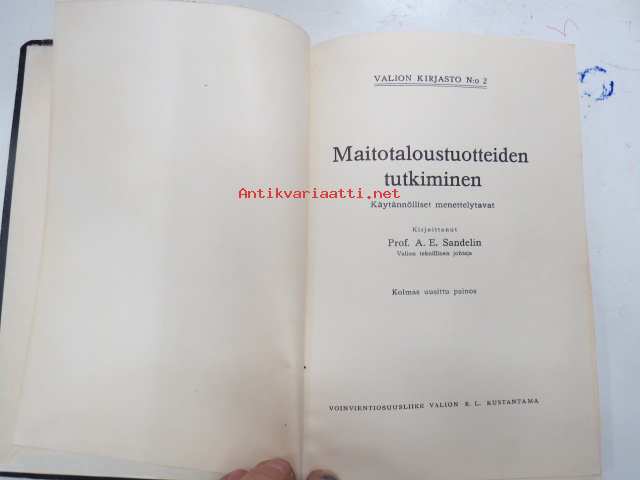 VALION KIRJASTO N:o 2
Maitotaloustuotteiden
tutkiminen
Antikvariaatti.net
Käytännölliset menettelytavat
Kirjoittanut
Prof. A. E. Sandelin
Valion teknillinen johtaja
Kolmas uusittu painos
VOINVIENTIOSUUSLIIKE VALION R. L. KUSTANTAMA